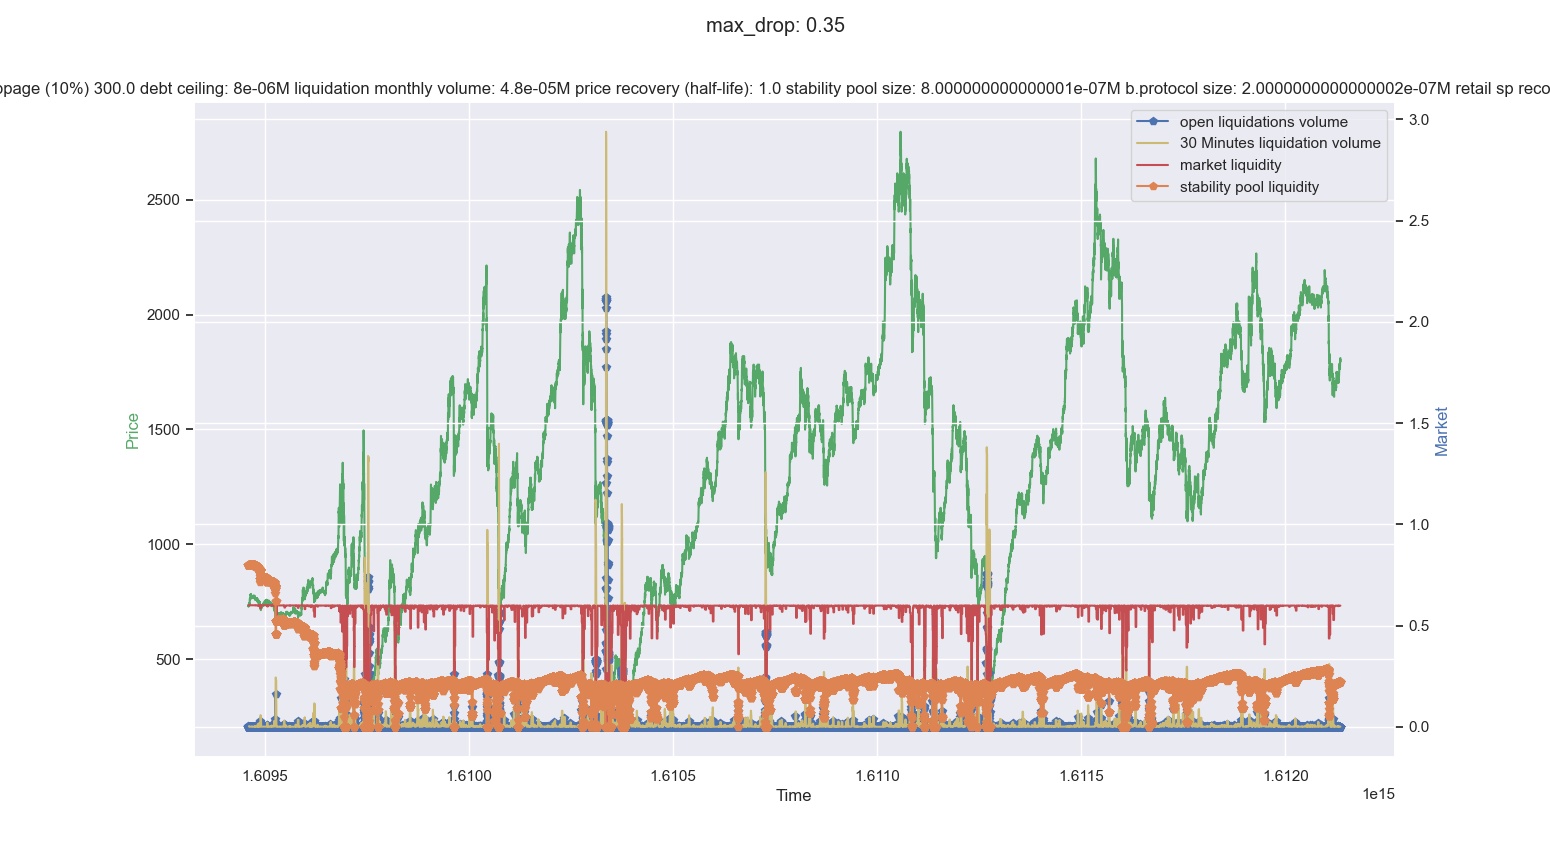 max_drop: 0.35
opage (10%) 300.0 debt ceiling: 8e-06M liquidation monthly volume: 4.8e-05M price recovery (half-life): 1.0 stability pool size: 8.000000000000001e-07M b.protocol size: 2.0000000000000002e-07M retail sp reco
open liquidations volume
30 Minutes liquidation volume
market liquidity
stability pool liquidity
3.0
2.5
2.0
1.5
1.0
0.5
0.0
2500
2000
1500
1000
500
Price
Market
1.6095
1.6100
1.6105
1.6110
1.6115
1.6120
Time
1e15